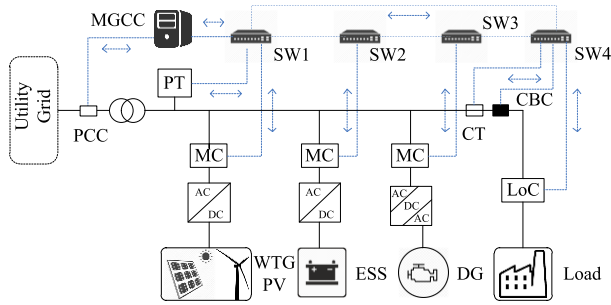 MGCC
SW1
SW2
SW3
SW4
Utility
Grid
PCC
PT
CT
CBC
MC
MC
MC
LoC
AC
DC
AC
DC
AC
DC
AC
WTG
PV
ESS
DG
Load